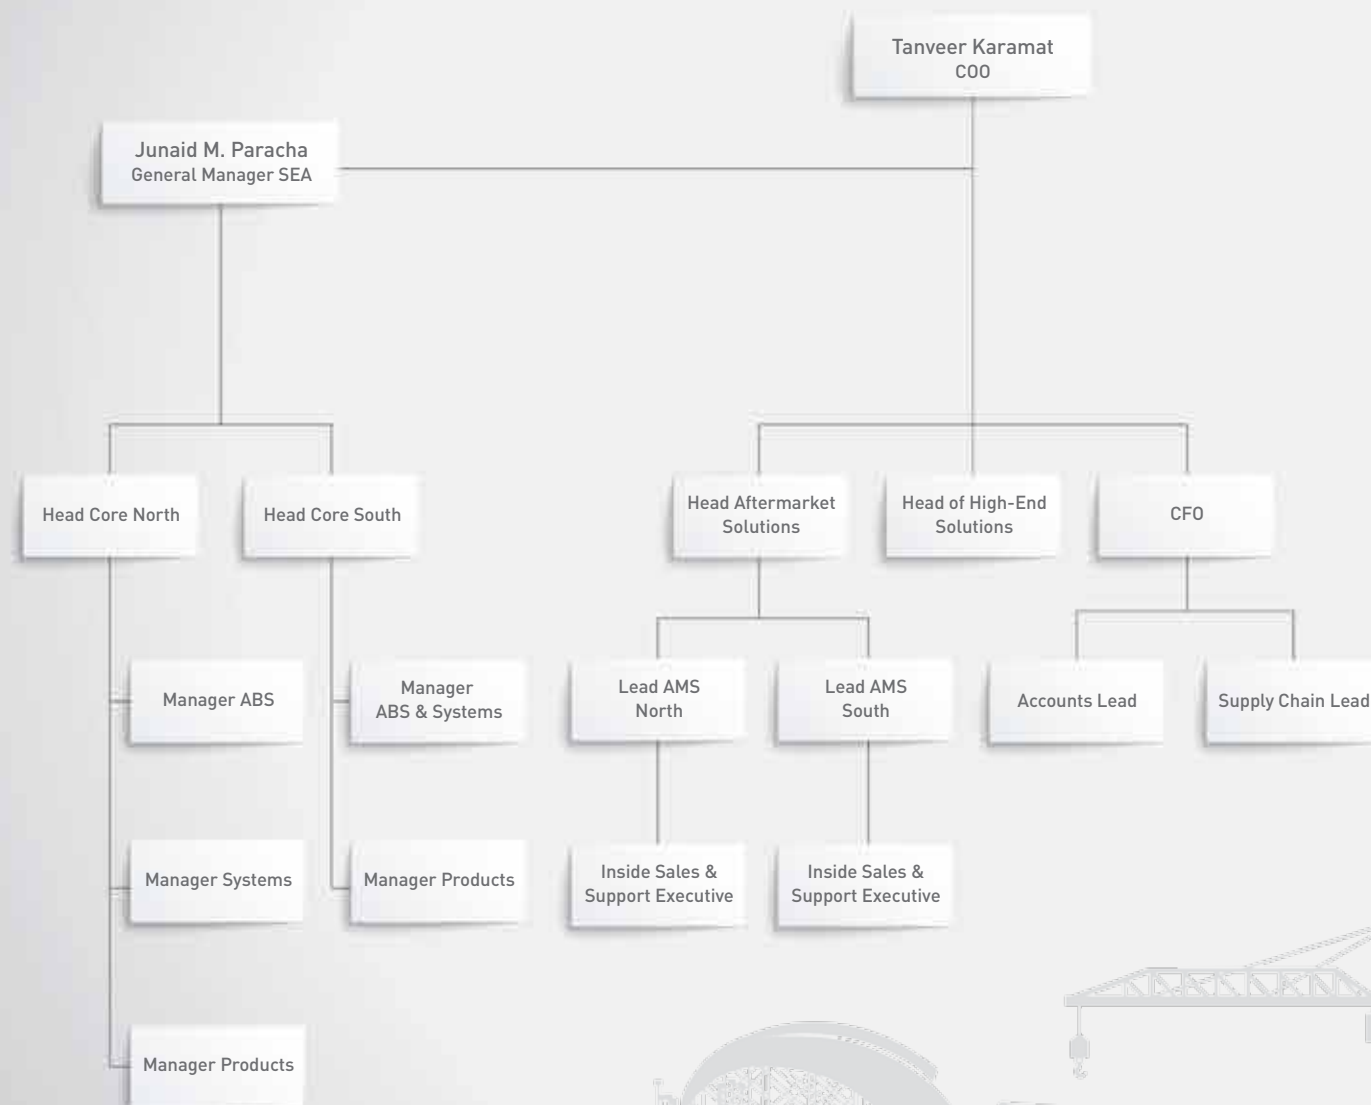 Tanveer Karamat
COO
Junaid M. Paracha
General Manager SEA
Head Core North
Head Core South
Head Aftermarket
Solutions
Head of High-End
Solutions
CFO
Manager ABS
Manager
ABS & Systems
Lead AMS
North
Lead AMS
South
Accounts Lead
Supply Chain Lead
Manager Systems
Manager Products
Inside Sales &
Support Executive
Inside Sales &
Support Executive
Manager Products